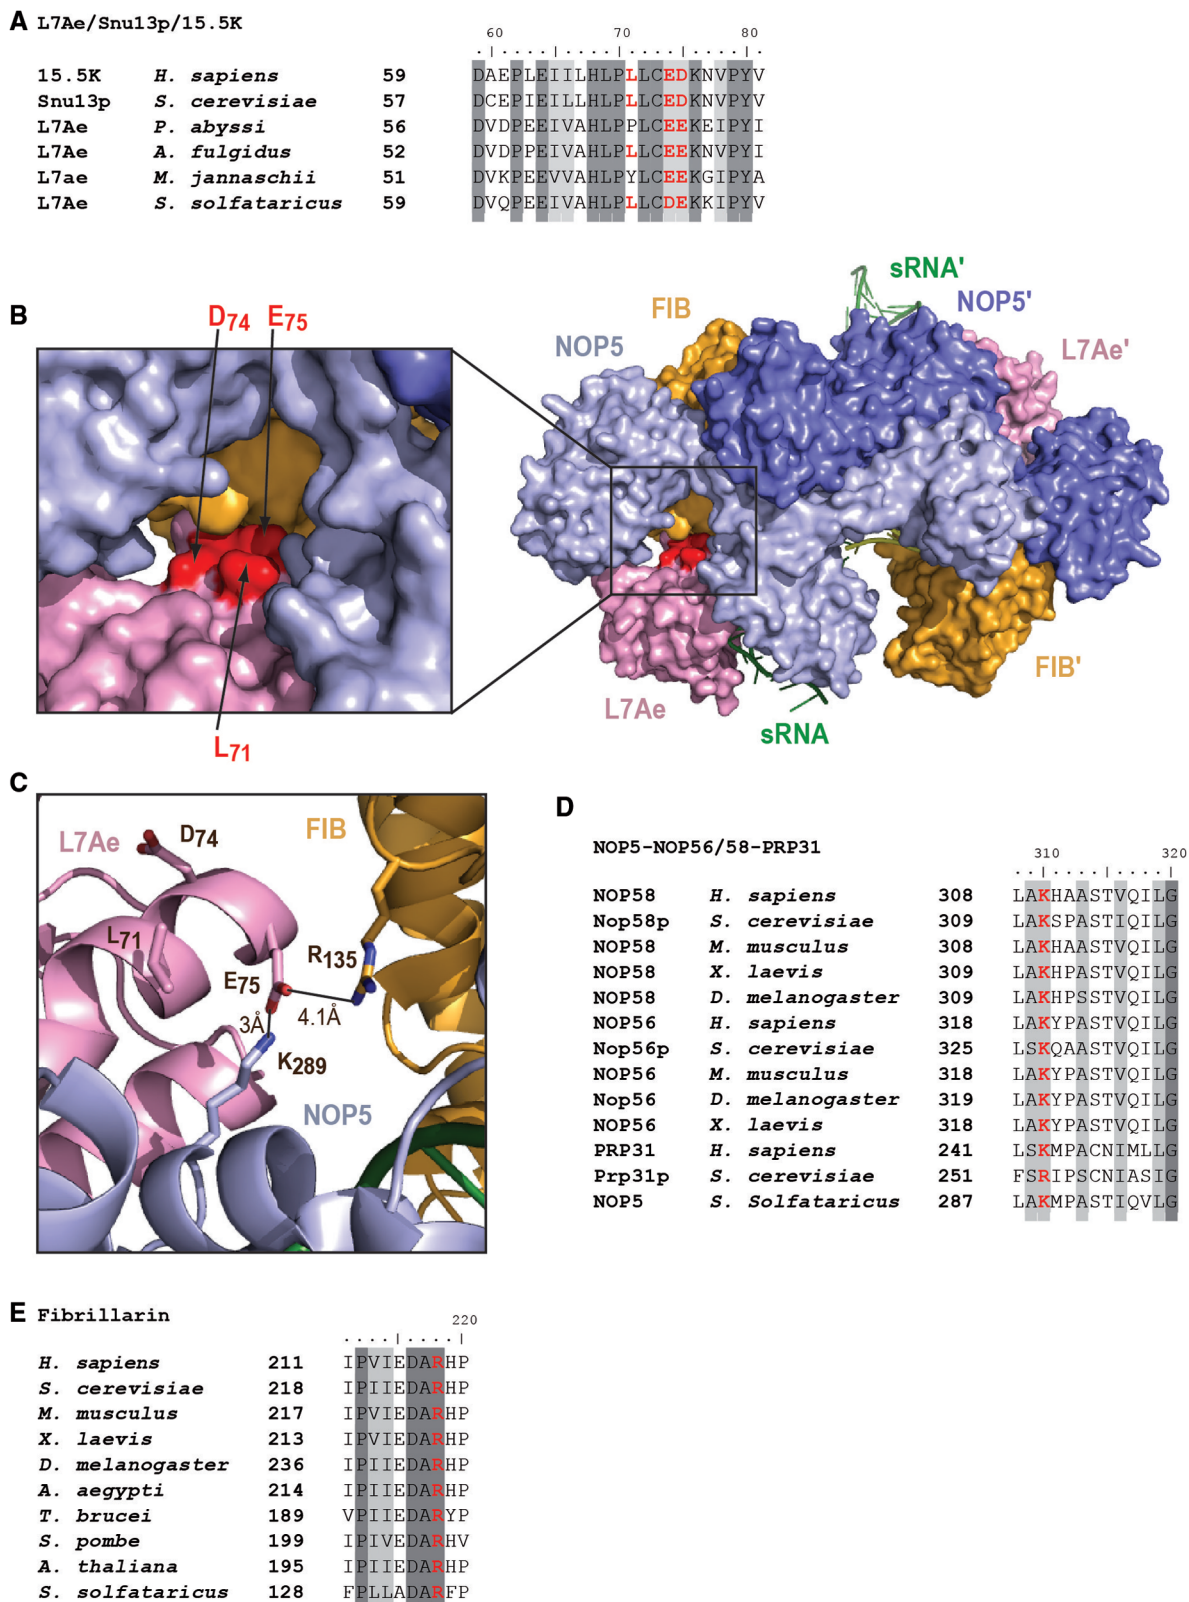 A L7Ae/Snu13p/15.5K
60 70 80
15.5K H. sapiens 59 DAEPLEIILHLPLLCEDKNVPYV
Snu13p S. cerevisiae 57 DCEPIEILLHLPLLCEDKNVPYV
L7Ae P. abyssi 56 DVDPEEIVAHLPPLCEEKEIPYI
L7Ae A. fulgidus 52 DVDPPEIVAHLPLLCEEKNVPYI
L7ae M. jannaschii 51 DVKPEEVVAHLPYLCEEKGIPYA
L7Ae S. solfataricus 59 DVQPEEIVAHLPLLCDEKKIPYV
B
D74 E75
L71
sRNA'
FIB
NOP5'
NOP5
L7Ae'
L7Ae
sRNA
FIB'
C
D74
FIB
L7Ae
L71
R135
E75
4.1Å
3Å
K289
NOP5
D
NOP5-NOP56/58-PRP31
310 320
NOP58 H. sapiens 308 LAKHAASTVQILG
Nop58p S. cerevisiae 309 LAKSPASTIQILG
NOP58 M. musculus 308 LAKHAASTVQILG
NOP58 X. laevis 309 LAKHPASTVQILG
NOP58 D. melanogaster 309 LAKHPSSTVQILG
NOP56 H. sapiens 318 LAKYPASTVQILG
Nop56p S. cerevisiae 325 LSKQAASTVQILG
NOP56 M. musculus 318 LAKYPASTVQILG
Nop56 D. melanogaster 319 LAKYPASTVQILG
NOP56 X. laevis 318 LAKYPASTVQILG
PRP31 H. sapiens 241 LSKMPACNIMLLG
Prp31p S. cerevisiae 251 FSRIPSCNIASIG
NOP5 S. Solfataricus 287 LAKMPASTIQVLG
E Fibrillarin
220
H. sapiens 211 IPVIEDARHP
S. cerevisiae 218 IPIIEDARHP
M. musculus 217 IPVIEDARHP
X. laevis 213 IPVIEDARHP
D. melanogaster 236 IPIIEDARHP
A. aegypti 214 IPIIEDARHP
T. brucei 189 VPIIEDARYP
S. pombe 199 IPIVEDARHV
A. thaliana 195 IPIIEDARHP
S. solfataricus 128 FPLLADARFP